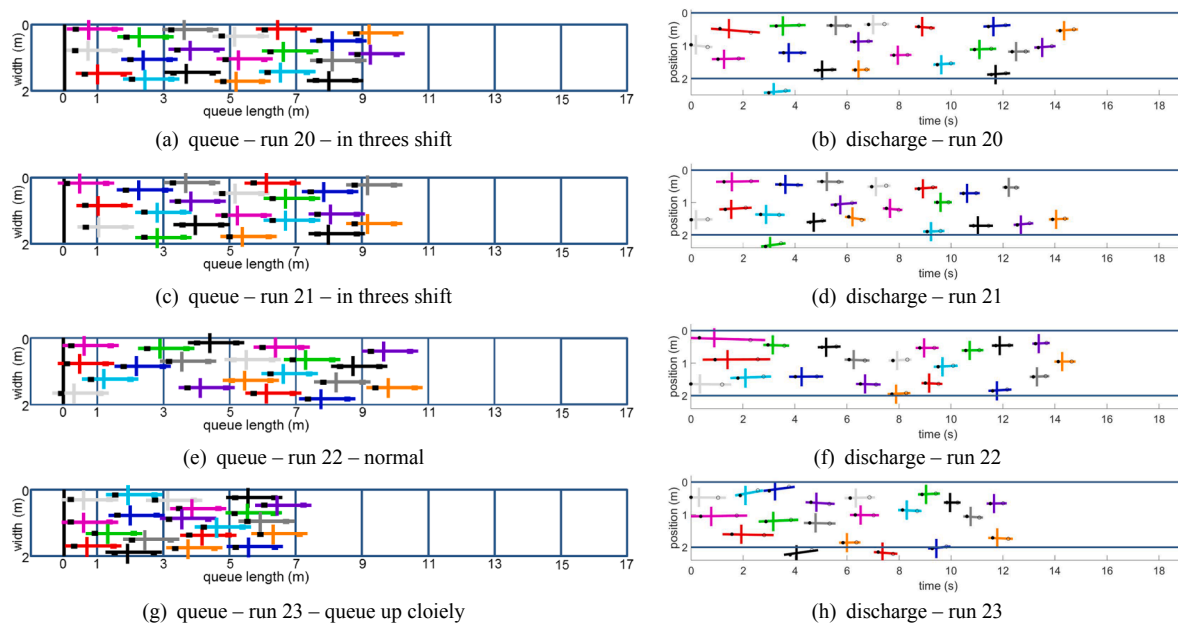 0
width (m)
2
0 1 3 5 7 9 11 13 15 17
queue length (m)
(a) queue – run 20 – in threes shift
0
1
2
position (m)
0 2 4 6 8 10 12 14 16 18
time (s)
(b) discharge – run 20
0
width (m)
2
0 1 3 5 7 9 11 13 15 17
queue length (m)
(c) queue – run 21 – in threes shift
0
1
2
position (m)
0 2 4 6 8 10 12 14 16 18
time (s)
(d) discharge – run 21
0
width (m)
2
0 1 3 5 7 9 11 13 15 17
queue length (m)
(e) queue – run 22 – normal
0
1
2
position (m)
0 2 4 6 8 10 12 14 16 18
time (s)
(f) discharge – run 22
0
width (m)
2
0 1 3 5 7 9 11 13 15 17
queue length (m)
(g) queue – run 23 – queue up cloiely
0
1
2
position (m)
0 2 4 6 8 10 12 14 16 18
time (s)
(h) discharge – run 23